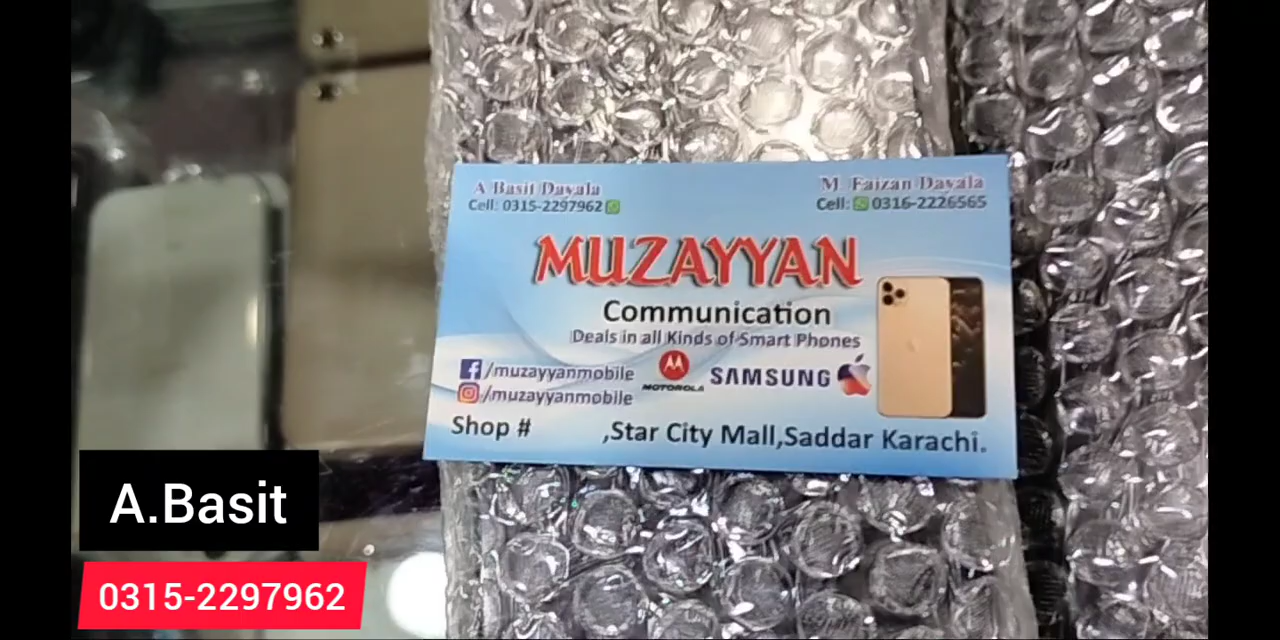 A Basit Dayala
Cell: 0315-2297962
M. Faizan Dayala
Cell: 0316-2226565
MUZAYYAN
Communication
Deals in all Kinds of Smart Phones
/muzayyanmobile
/muzayyanmobile
MOTOROLA
SAMSUNG
Shop # ,Star City Mall,Saddar Karachi.
A.Basit
0315-2297962